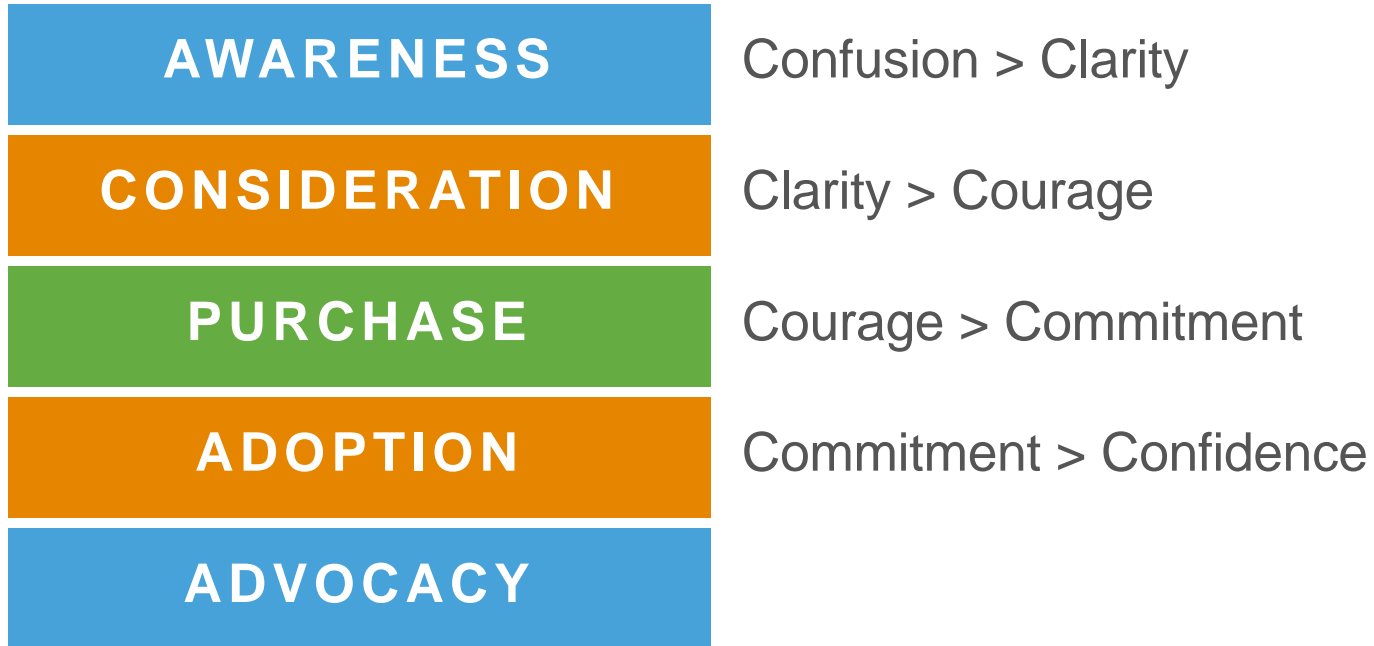 AWARENESS
Confusion > Clarity
CONSIDERATION
Clarity > Courage
PURCHASE
Courage > Commitment
ADOPTION
Commitment > Confidence
ADVOCACY